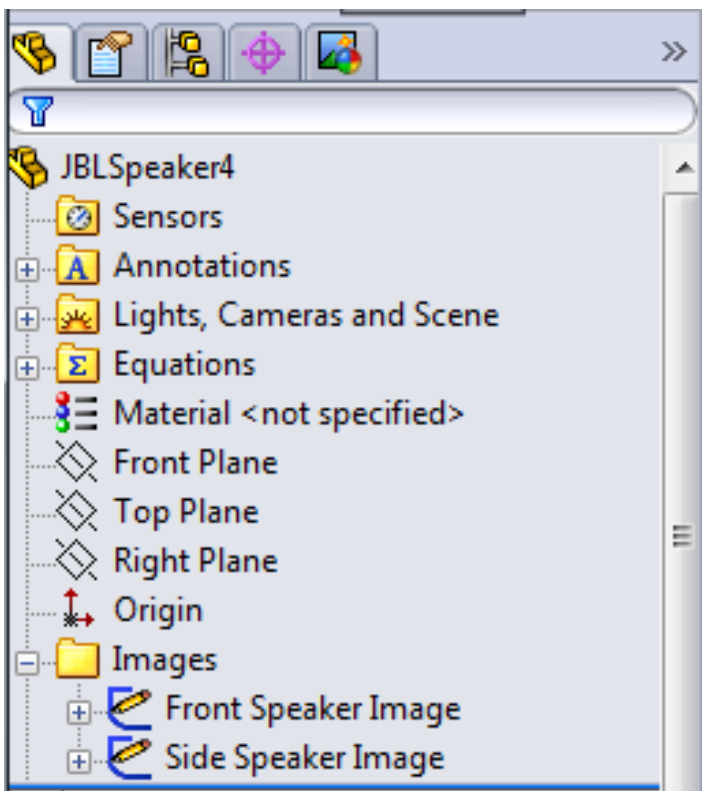 JBLSpeaker4
Sensors
Annotations
Lights, Cameras and Scene
Equations
Material <not specified>
Front Plane
Top Plane
Right Plane
Origin
Images
Front Speaker Image
Side Speaker Image